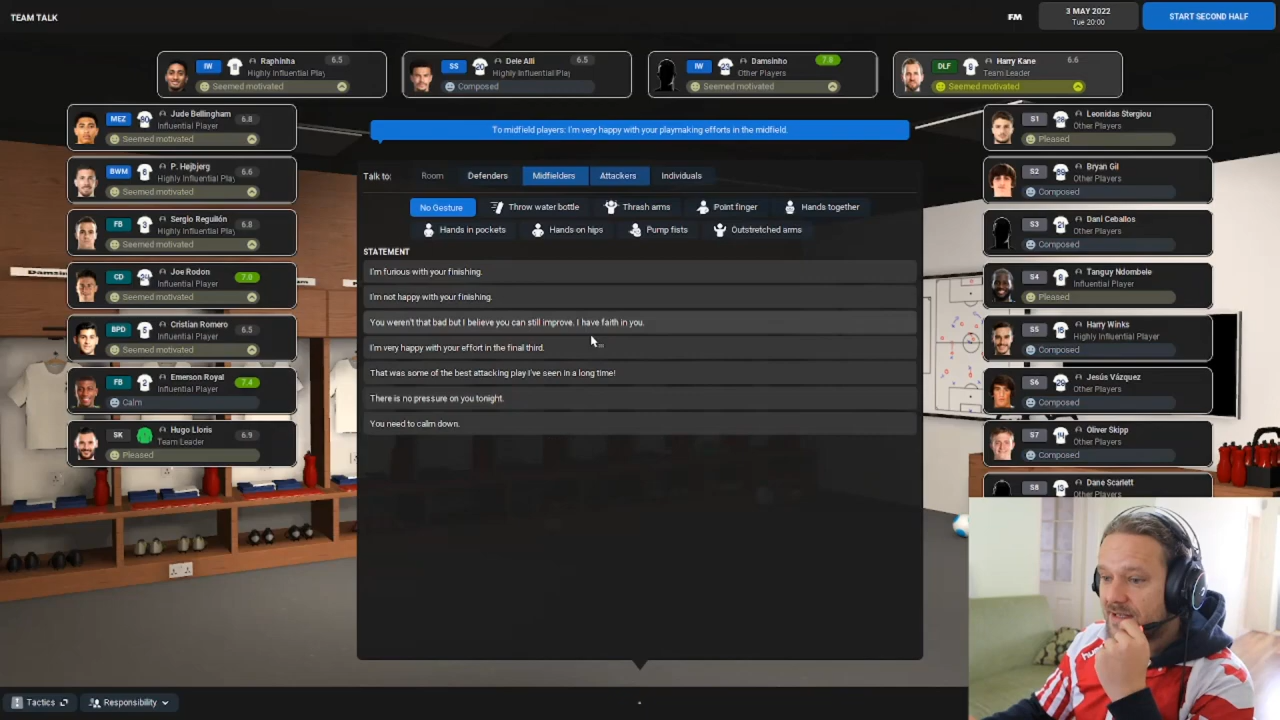 TEAM TALK
FM
3 MAY 2022
Tue 20:00
START SECOND HALF
IW Raphinha 6.5
Highly Influential Play
Seemed motivated
SS 20 Dele Alli 6.5
Highly Influential Play
Composed
IW 23 Damsinho 7.8
Other Players
Seemed motivated
DLF 9 Harry Kane 6.6
Team Leader
Seemed motivated
MEZ 90 Jude Bellingham 6.8
Influential Player
Seemed motivated
BWM P. Højbjerg 6.6
Highly Influential Play
Seemed motivated
FB 3 Sergio Reguilón 6.8
Highly Influential Play
Seemed motivated
CD Joe Rodon 7.0
Influential Player
Seemed motivated
BPD Cristian Romero 6.5
Influential Player
Seemed motivated
FB 2 Emerson Royal 7.4
Influential Player
Calm
SK Hugo Lloris 6.9
Team Leader
Pleased
To midfield players: I'm very happy with your playmaking efforts in the midfield.
Talk to: Room Defenders Midfielders Attackers Individuals
No Gesture Throw water bottle Thrash arms Point finger Hands together
Hands in pockets Hands on hips Pump fists Outstretched arms
STATEMENT
I'm furious with your finishing.
I'm not happy with your finishing.
You weren't that bad but I believe you can still improve. I have faith in you.
I'm very happy with your effort in the final third.
That was some of the best attacking play I've seen in a long time!
There is no pressure on you tonight.
You need to calm down.
S1 Leonidas Stergiou
Other Players
Pleased
S2 Bryan Gil
Other Players
Composed
S3 21 Dani Ceballos
Other Players
Composed
S4 Tanguy Ndombele
Influential Player
Pleased
S5 Harry Winks
Highly Influential Player
Composed
S6 Jesús Vázquez
Other Players
Composed
S7 Oliver Skipp
Other Players
Composed
S8 13 Dane Scarlett
Other Players
Tactics Responsibility